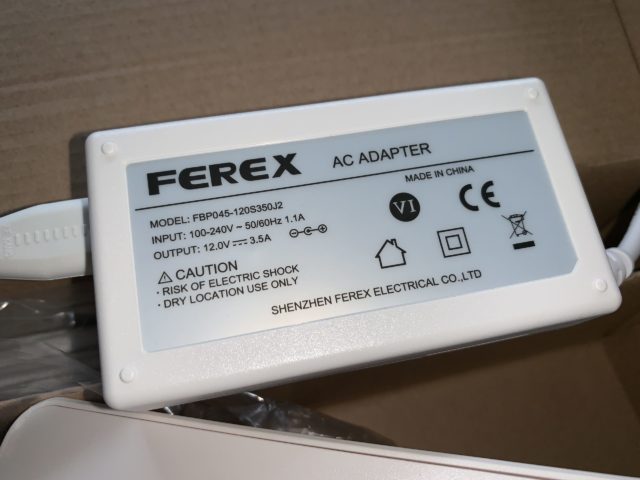 FEREX AC ADAPTER
MADE IN CHINA
MODEL: FBP045-120S350J2
INPUT: 100-240V ~ 50/60Hz 1.1A
OUTPUT: 12.0V ⎓ 3.5A
VI
CE
⚠ CAUTION
· RISK OF ELECTRIC SHOCK
· DRY LOCATION USE ONLY
SHENZHEN FEREX ELECTRICAL CO.,LTD